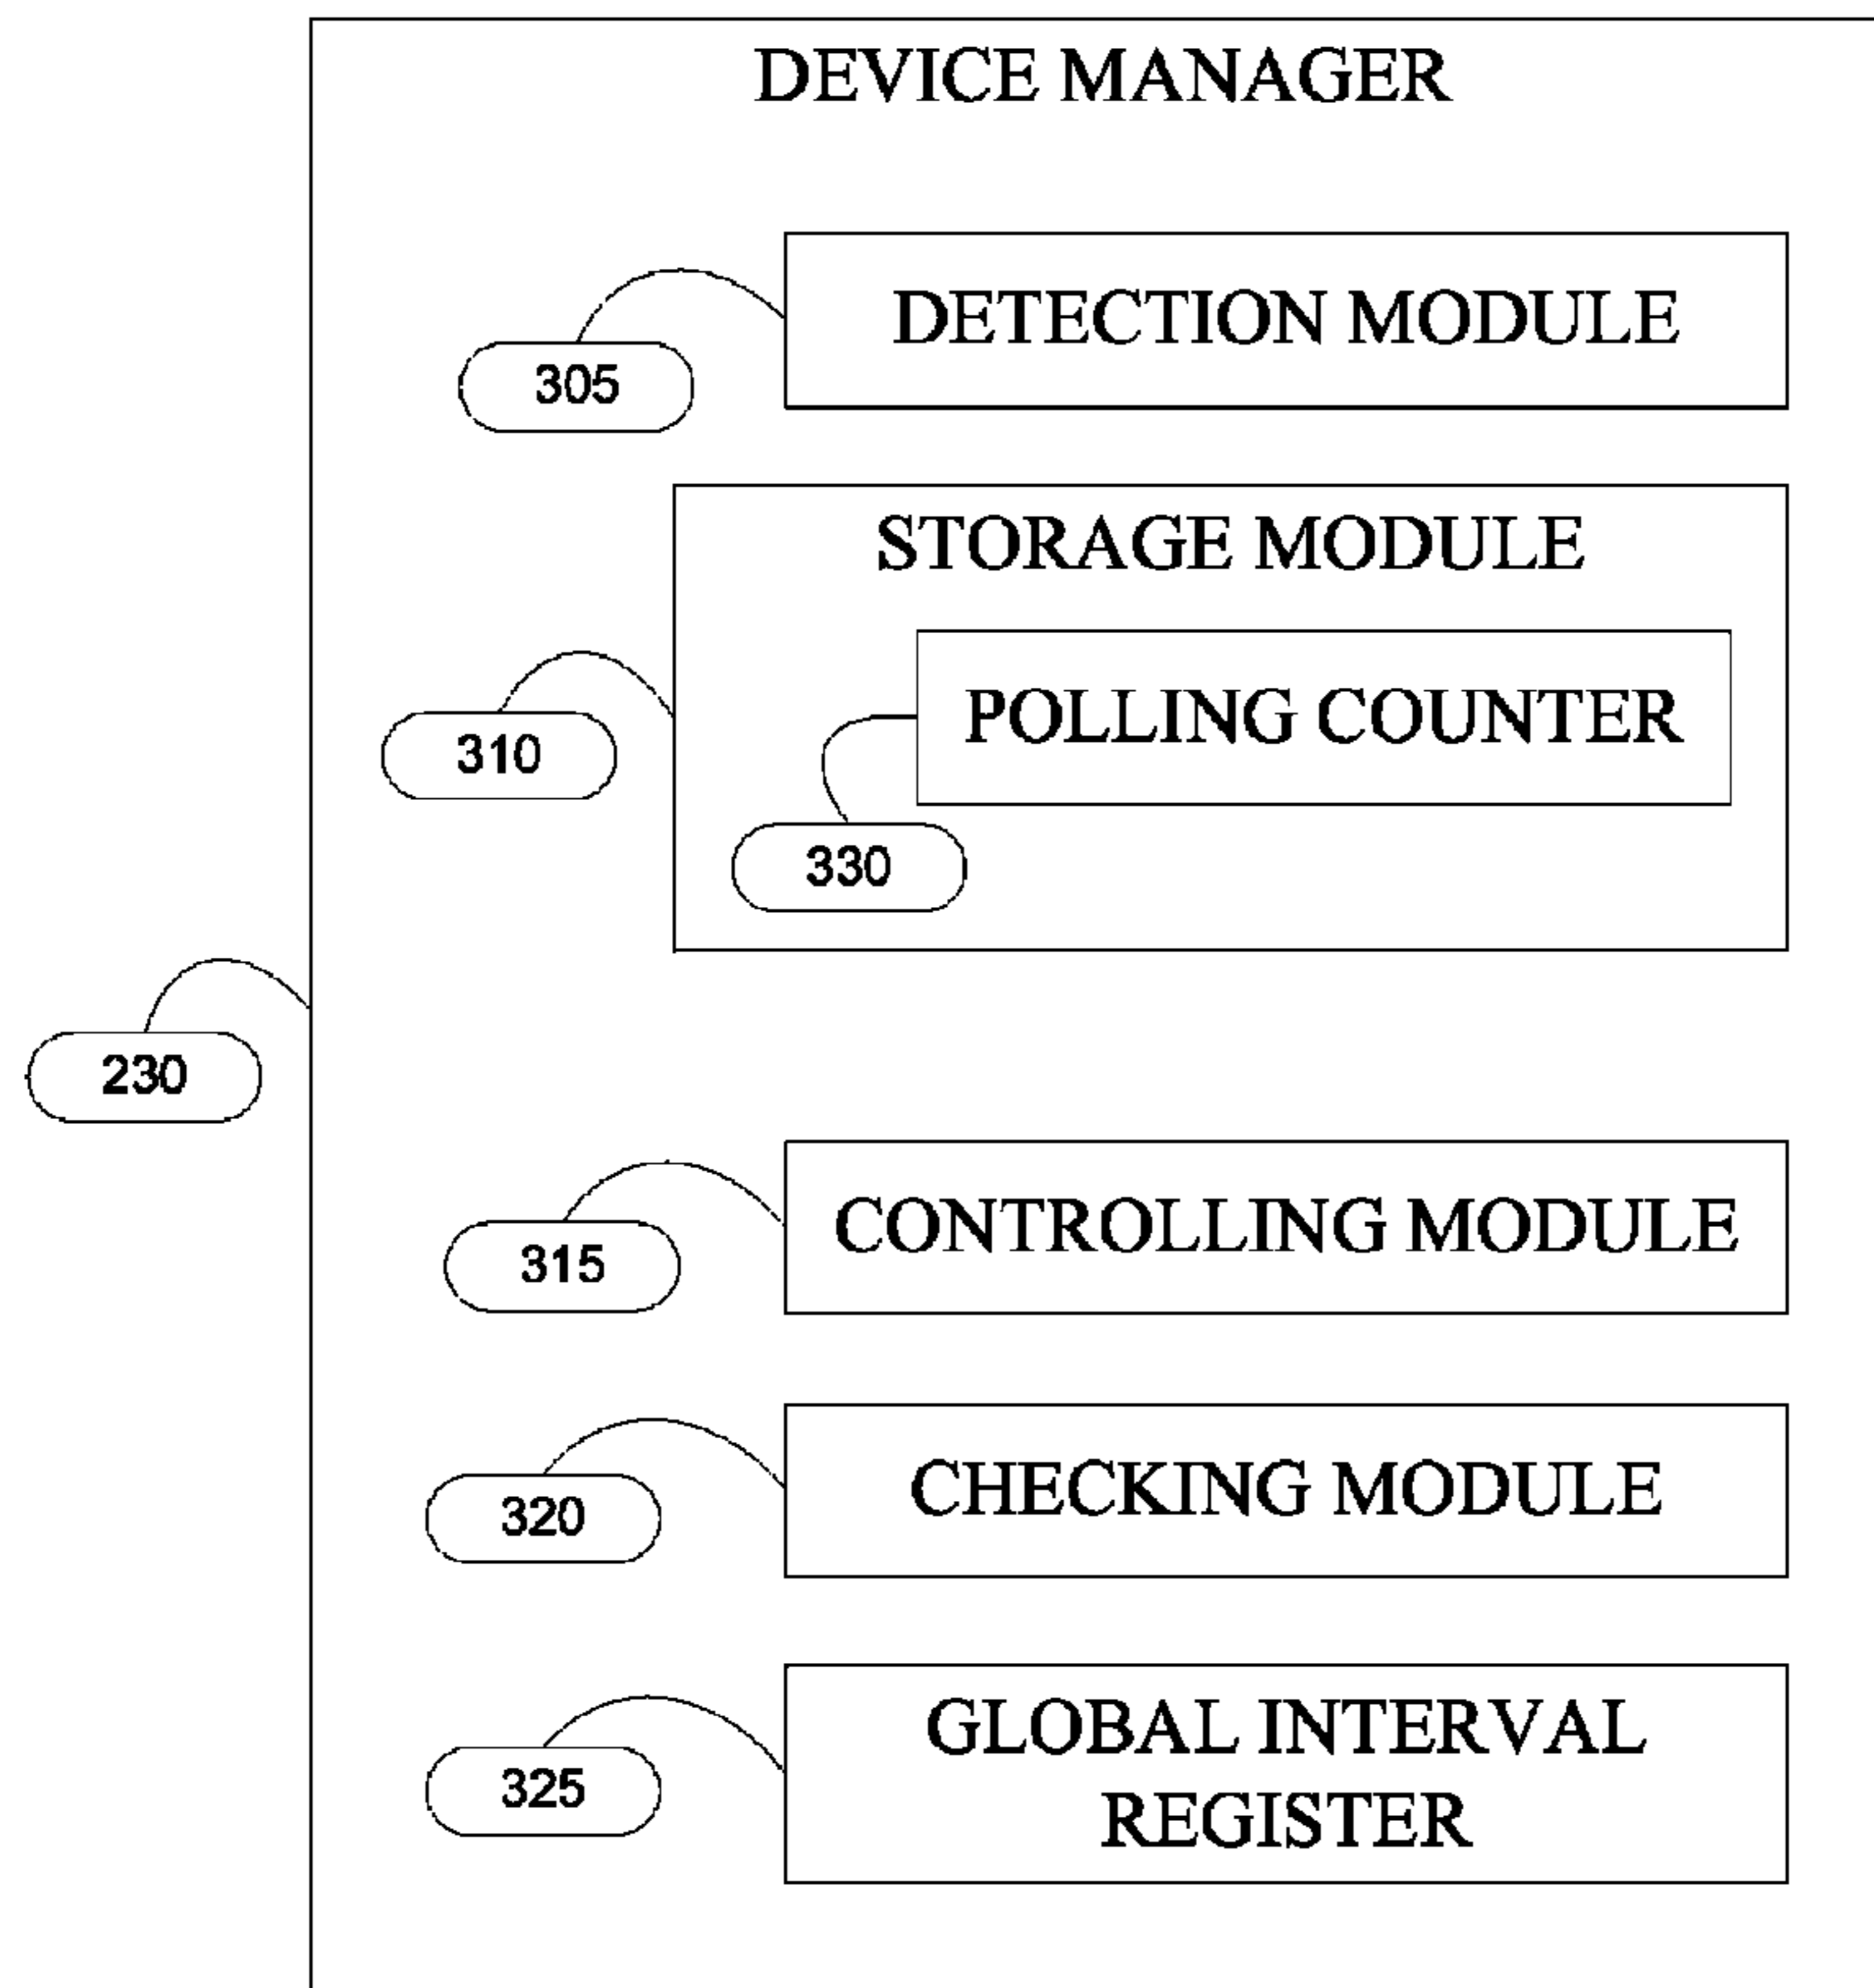 DEVICE MANAGER
DETECTION MODULE
305
STORAGE MODULE
POLLING COUNTER
310
330
230
CONTROLLING MODULE
315
CHECKING MODULE
320
GLOBAL INTERVAL
REGISTER
325